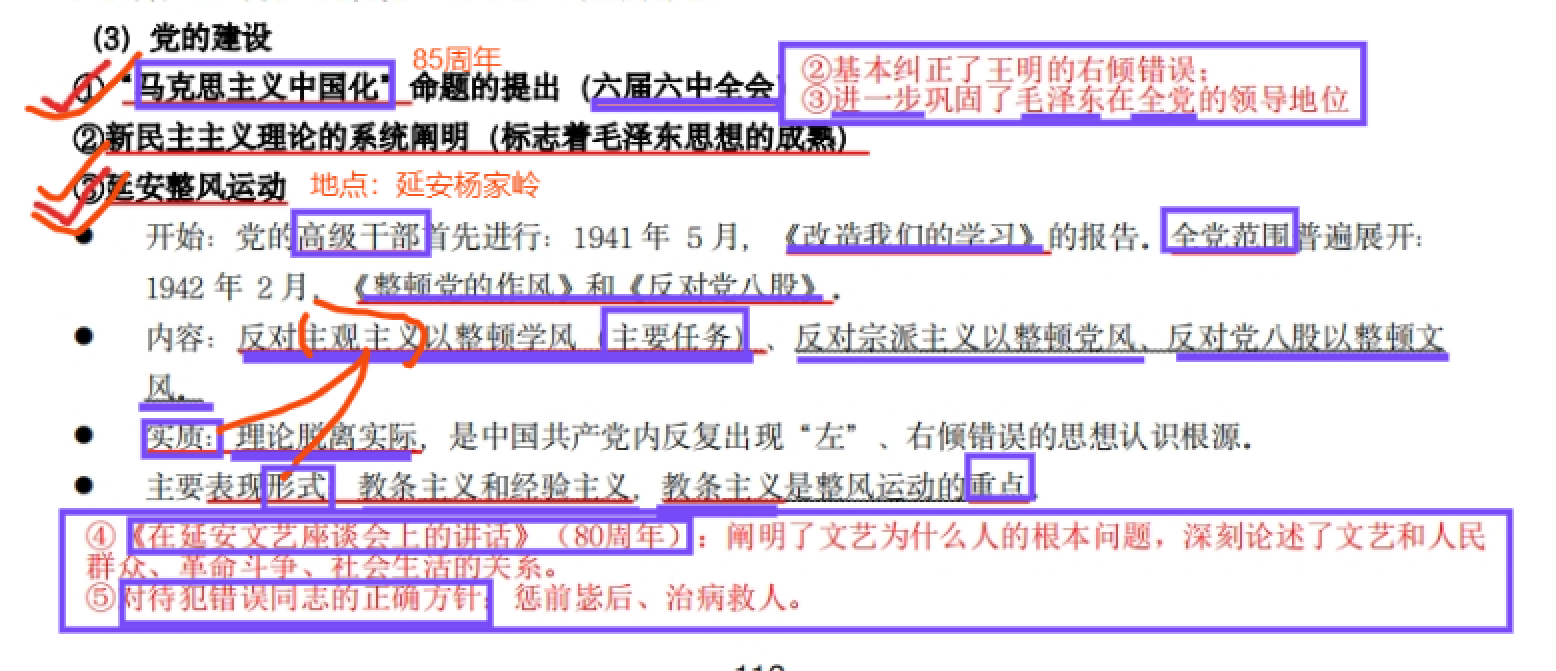 (3) 党的建设
85周年
①“马克思主义中国化”命题的提出（六届六中全会
②基本纠正了王明的右倾错误；
③进一步巩固了毛泽东在全党的领导地位
②新民主主义理论的系统阐明（标志着毛泽东思想的成熟）
③延安整风运动 地点：延安杨家岭
● 开始：党的高级干部首先进行：1941 年 5 月，《改造我们的学习》的报告。全党范围普遍展开：
1942 年 2 月，《整顿党的作风》和《反对党八股》。
● 内容：反对主观主义以整顿学风（主要任务）、反对宗派主义以整顿党风、反对党八股以整顿文
风。
● 实质：理论脱离实际，是中国共产党内反复出现“左”、右倾错误的思想认识根源。
● 主要表现形式 教条主义和经验主义，教条主义是整风运动的重点
④《在延安文艺座谈会上的讲话》（80周年）：阐明了文艺为什么人的根本问题，深刻论述了文艺和人民
群众、革命斗争、社会生活的关系。
⑤对待犯错误同志的正确方针：惩前毖后、治病救人。